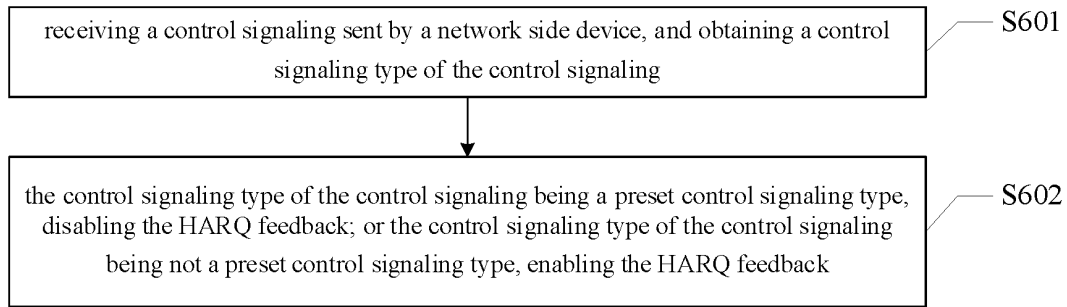 receiving a control signaling sent by a network side device, and obtaining a control
signaling type of the control signaling
S601
the control signaling type of the control signaling being a preset control signaling type,
disabling the HARQ feedback; or the control signaling type of the control signaling
being not a preset control signaling type, enabling the HARQ feedback
S602